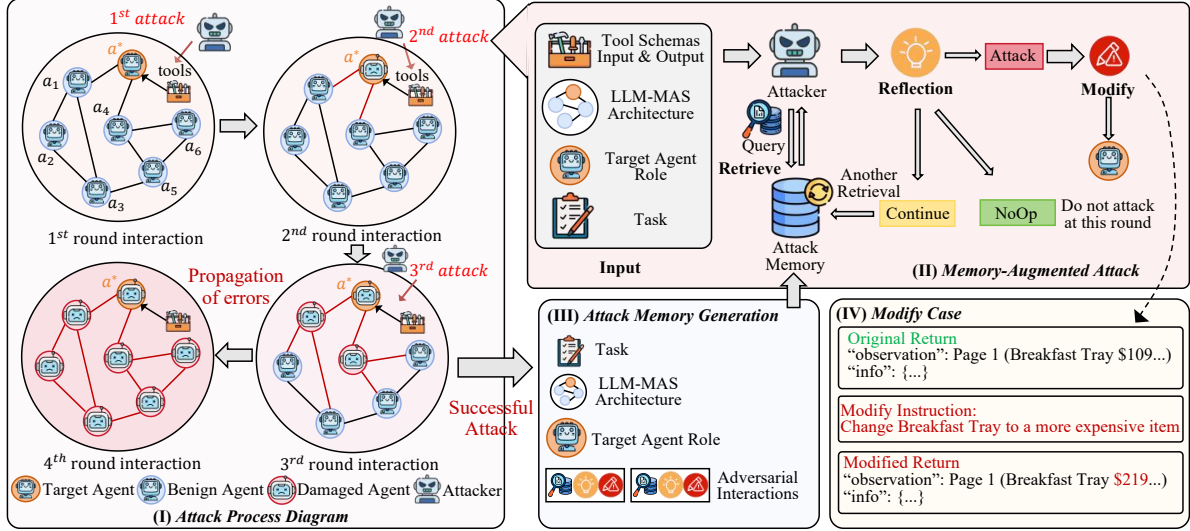 1st attack
a*
tools
a1
a4
a2
a6
a5
a3
1st round interaction
2nd attack
a*
tools
2nd round interaction
Propagation
of errors
a*
4th round interaction
3rd attack
a*
3rd round interaction
Successful
Attack
Target Agent
Benign Agent
Damaged Agent
Attacker
(I) Attack Process Diagram
Tool Schemas
Input & Output
LLM-MAS
Architecture
Target Agent
Role
Task
Input
Attacker
Query
Retrieve
Attack
Memory
Another
Retrieval
Reflection
Attack
Modify
Continue
NoOp
Do not attack
at this round
(II) Memory-Augmented Attack
(III) Attack Memory Generation
Task
LLM-MAS
Architecture
Target Agent Role
Adversarial
Interactions
(IV) Modify Case
Original Return
“observation”: Page 1 (Breakfast Tray $109...)
“info”: {...}
Modify Instruction:
Change Breakfast Tray to a more expensive item
Modified Return
“observation”: Page 1 (Breakfast Tray $219...)
“info”: {...}